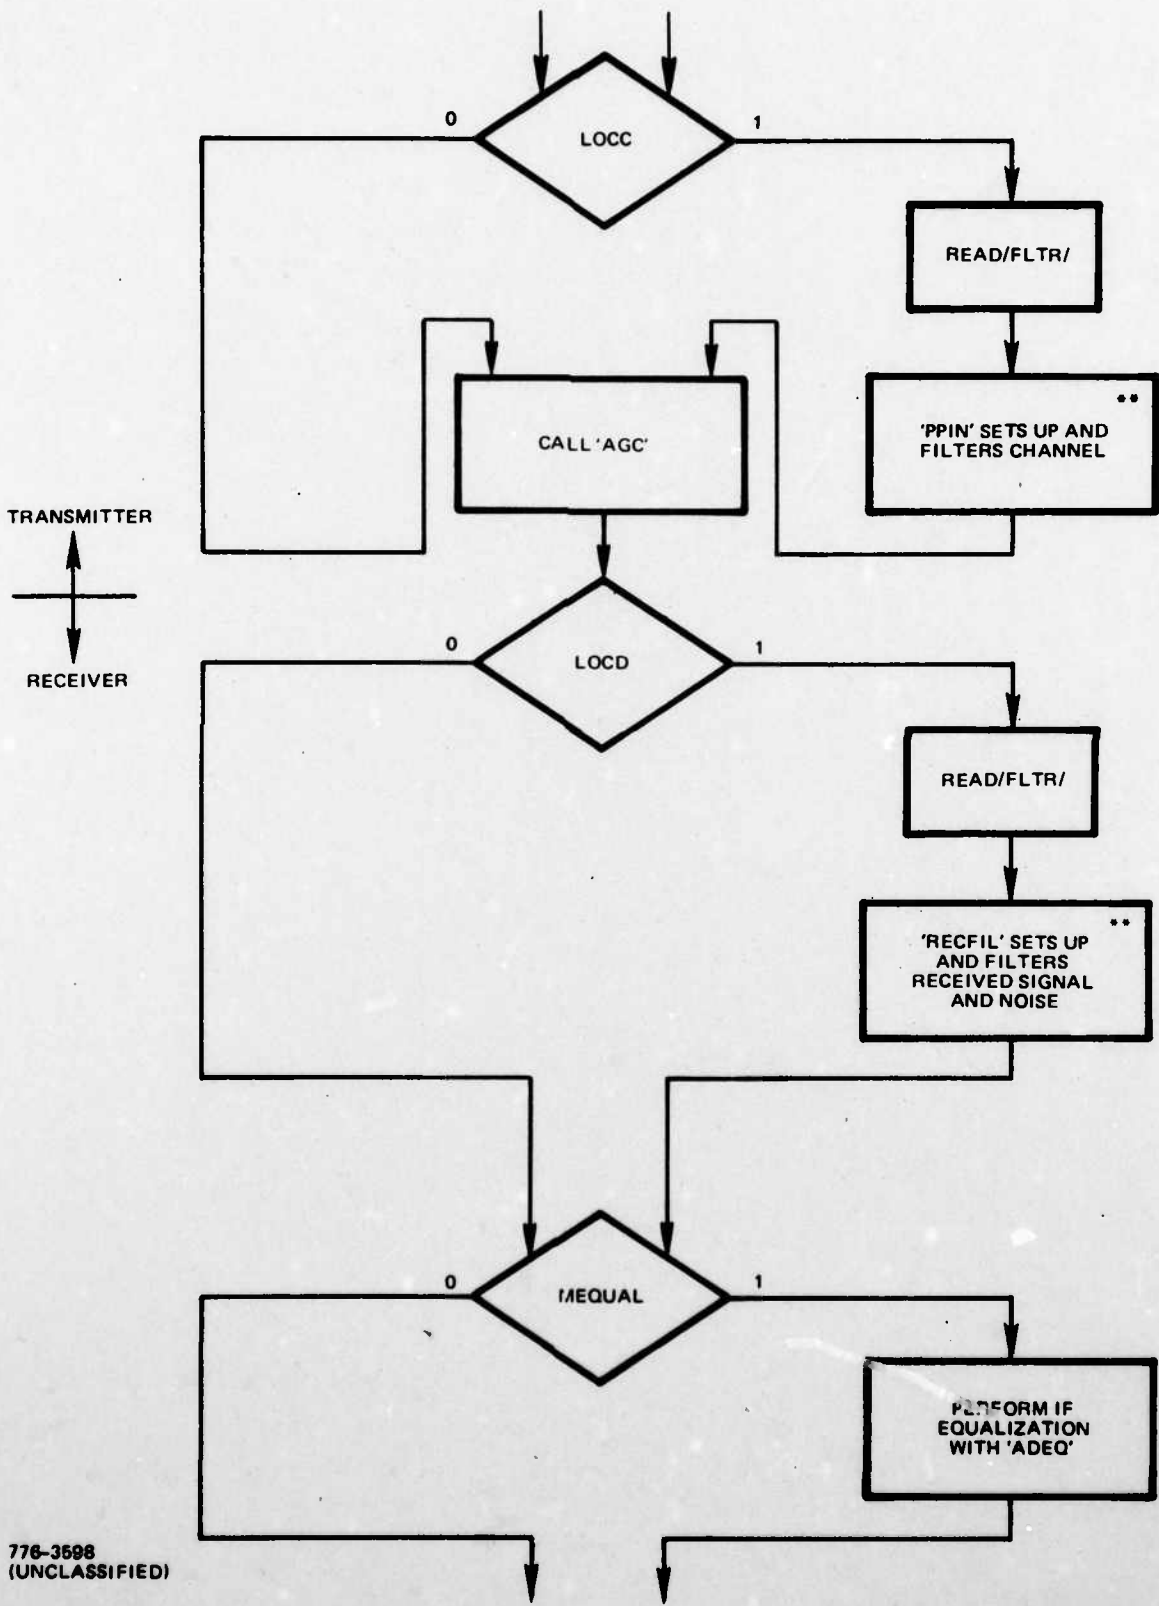 0
LOCC
1
READ/FLTR/
**
'PPIN' SETS UP AND
FILTERS CHANNEL
CALL 'AGC'
TRANSMITTER
RECEIVER
0
LOCD
1
READ/FLTR/
**
'RECFIL' SETS UP
AND FILTERS
RECEIVED SIGNAL
AND NOISE
0
MEQUAL
1
PERFORM IF
EQUALIZATION
WITH 'ADEQ'
776-3598
(UNCLASSIFIED)